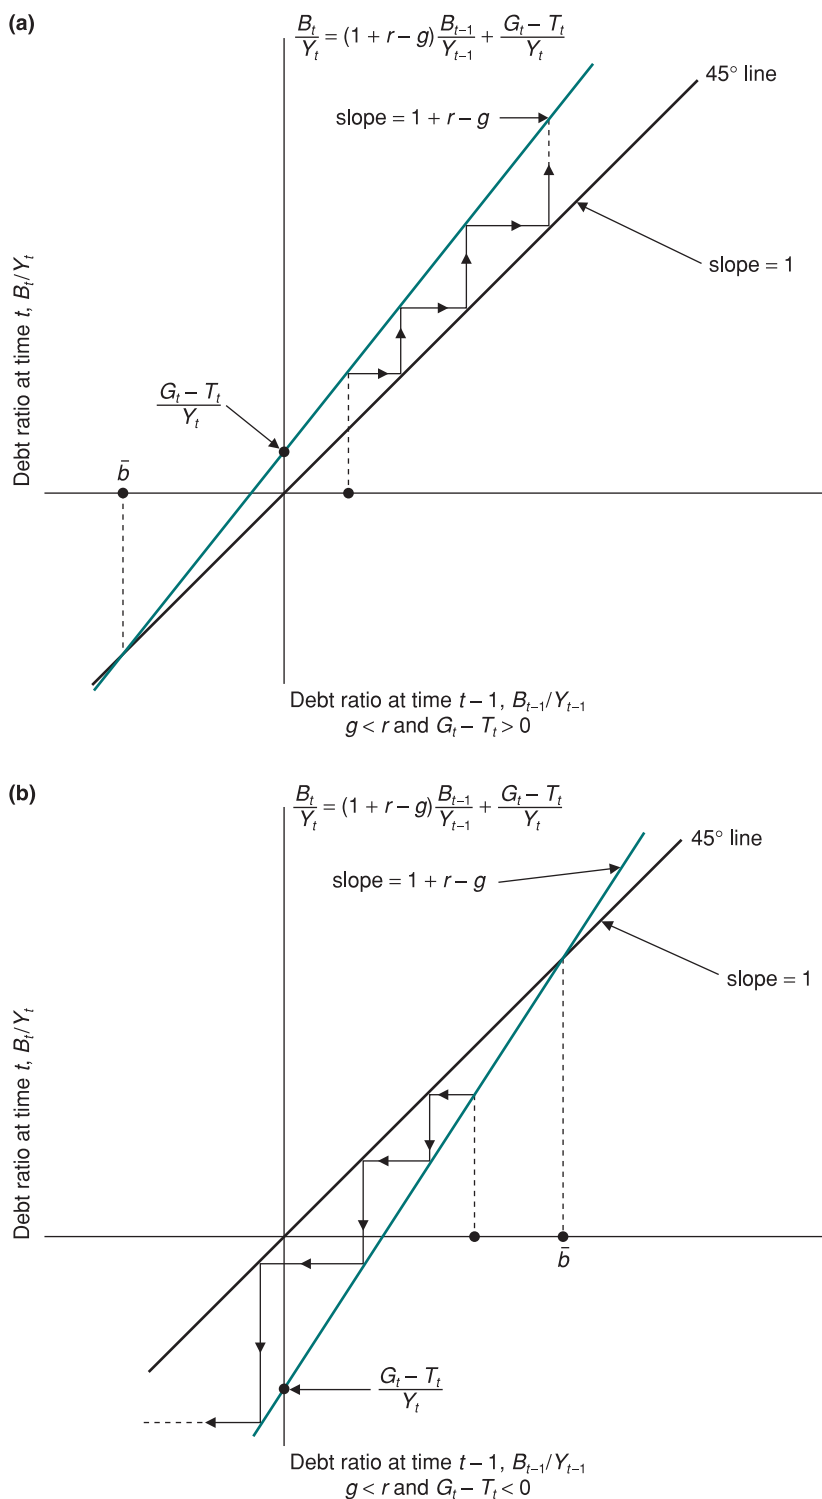 (a)
B_t/Y_t = (1 + r – g) B_{t–1}/Y_{t–1} + (G_t – T_t)/Y_t
45° line
slope = 1 + r – g
slope = 1
Debt ratio at time t, B_t/Y_t
(G_t – T_t)/Y_t
b̄
Debt ratio at time t – 1, B_{t–1}/Y_{t–1}
g < r and G_t – T_t > 0
(b)
B_t/Y_t = (1 + r – g) B_{t–1}/Y_{t–1} + (G_t – T_t)/Y_t
45° line
slope = 1 + r – g
slope = 1
Debt ratio at time t, B_t/Y_t
b̄
(G_t – T_t)/Y_t
Debt ratio at time t – 1, B_{t–1}/Y_{t–1}
g < r and G_t – T_t < 0